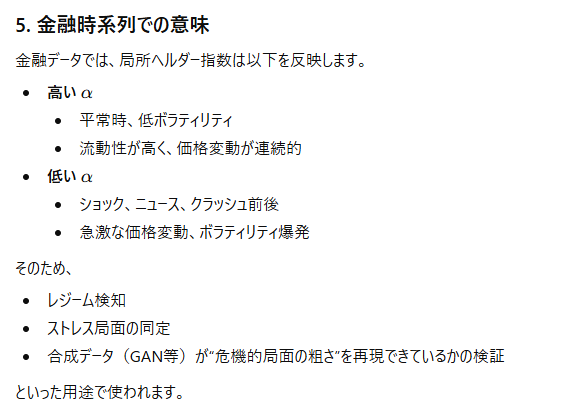 5. 金融時系列での意味
金融データでは、局所ヘルダー指数は以下を反映します。
• 高い α
• 平常時、低ボラティリティ
• 流動性が高く、価格変動が連続的
• 低い α
• ショック、ニュース、クラッシュ前後
• 急激な価格変動、ボラティリティ爆発
そのため、
• レジーム検知
• ストレス局面の同定
• 合成データ（GAN等）が“危機的局面の粗さ”を再現できているかの検証
といった用途で使われます。